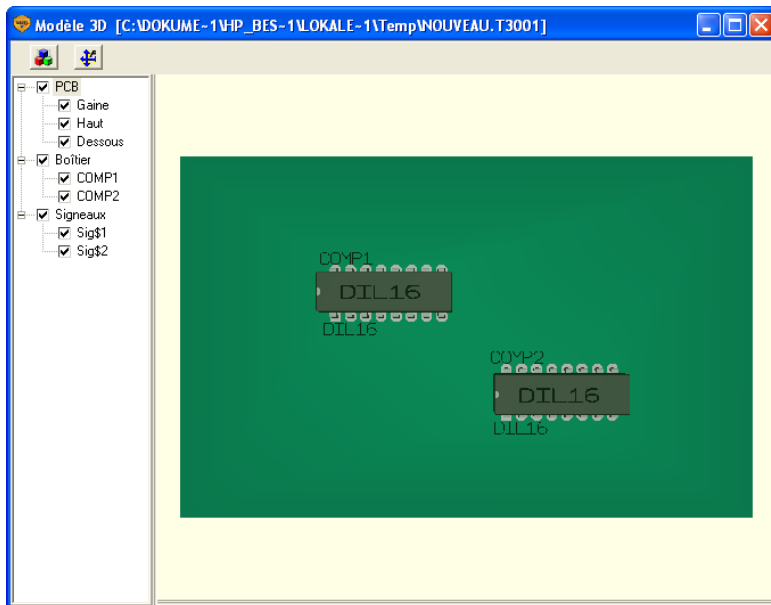 Modèle 3D [C:\DOKUME~1\HP_BES~1\LOKALE~1\Temp\NOUVEAU.T3001]
PCB
Gaine
Haut
Dessous
Boîtier
COMP1
COMP2
Signeaux
Sig$1
Sig$2
COMP1
DIL16
DIL16
COMP2
DIL16
DIL16